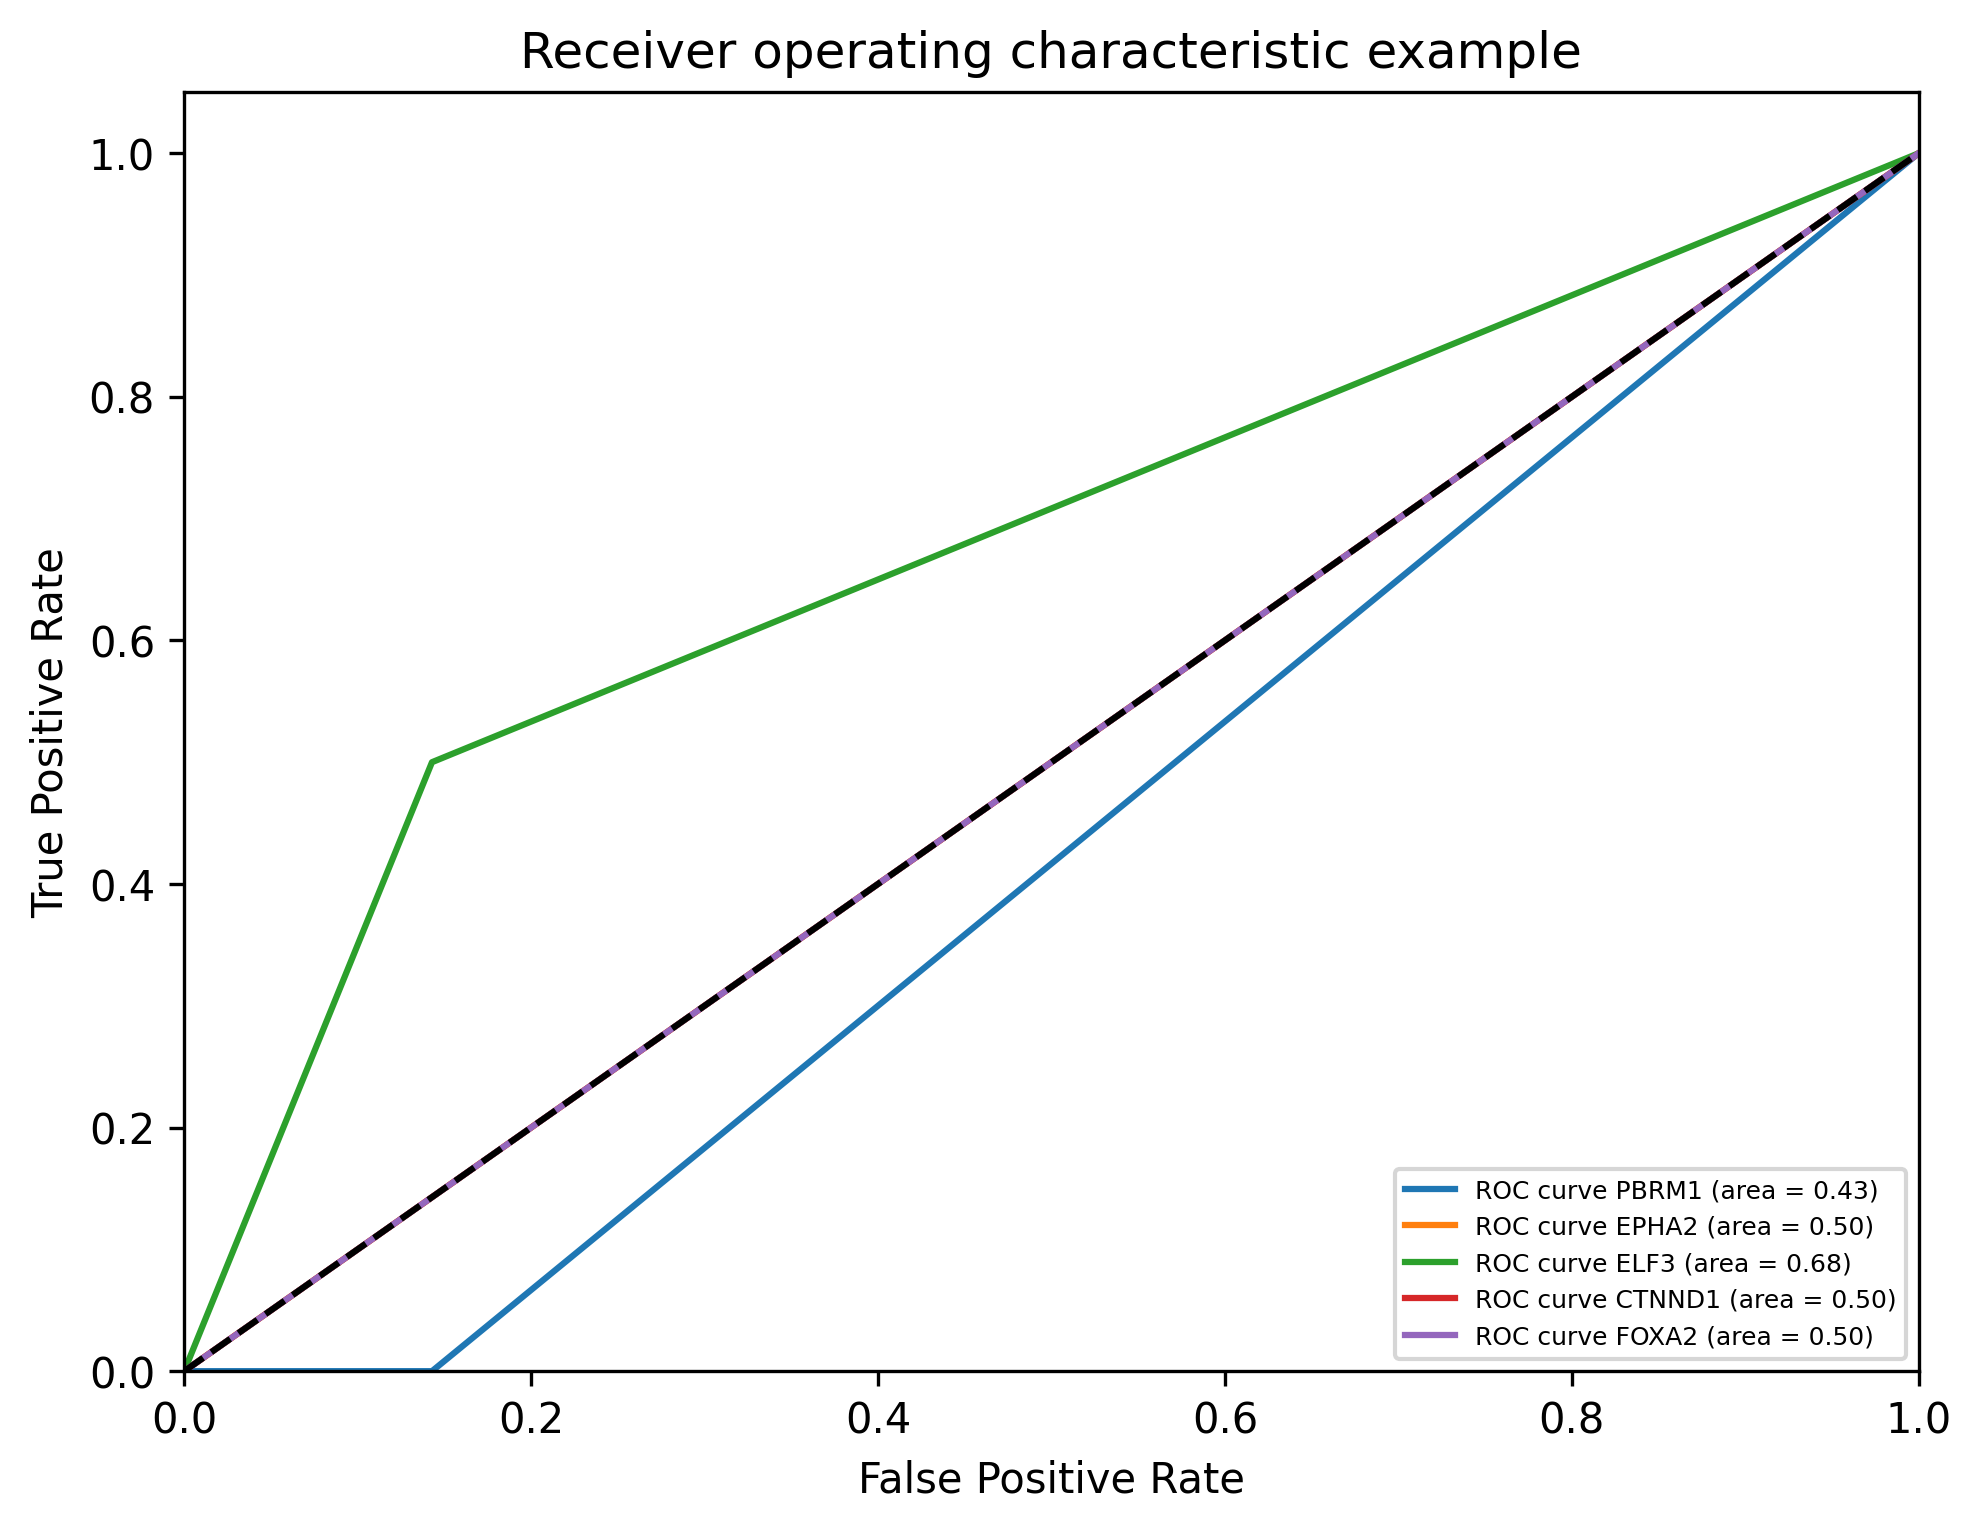 Receiver operating characteristic example
True Positive Rate
1.0
0.8
0.6
0.4
0.2
0.0
ROC curve PBRM1 (area = 0.43)
ROC curve EPHA2 (area = 0.50)
ROC curve ELF3 (area = 0.68)
ROC curve CTNND1 (area = 0.50)
ROC curve FOXA2 (area = 0.50)
0.0 0.2 0.4 0.6 0.8 1.0
False Positive Rate